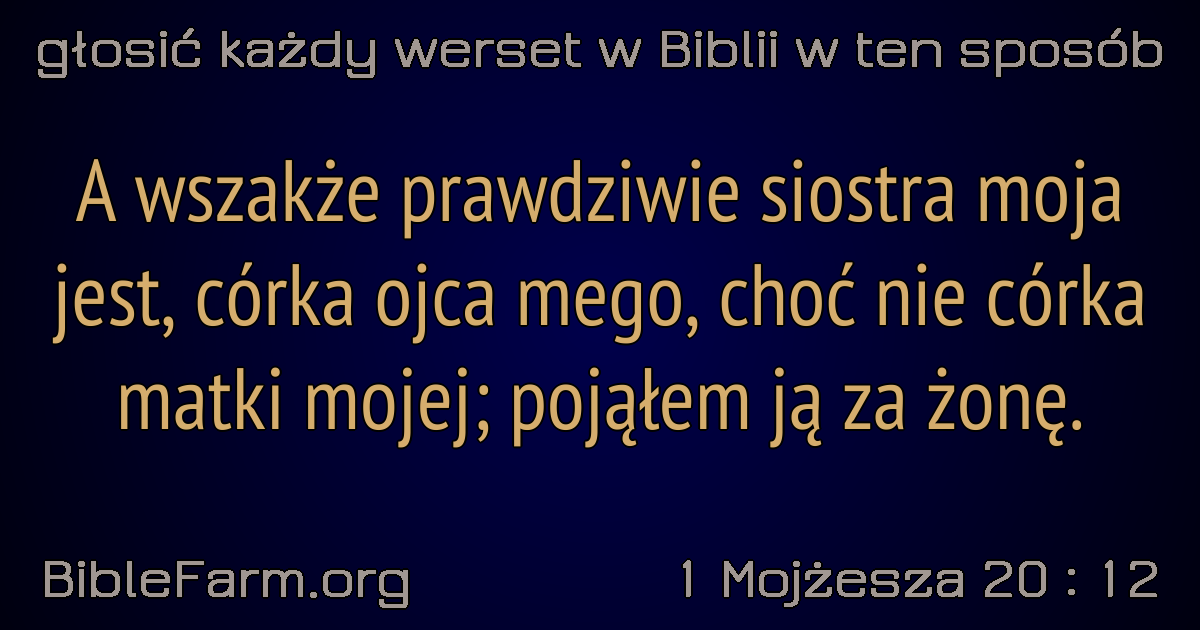 głosić każdy werset w Biblii w ten sposób
A wszakże prawdziwie siostra moja
jest, córka ojca mego, choć nie córka
matki mojej; pojąłem ją za żonę.
BibleFarm.org
1 Mojżesza 20 : 12